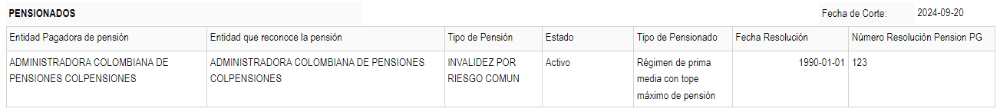 PENSIONADOS Fecha de Corte: 2024-09-20
Entidad Pagadora de pensión Entidad que reconoce la pensión Tipo de Pensión Estado Tipo de Pensionado Fecha Resolución Número Resolución Pension PG
ADMINISTRADORA COLOMBIANA DE ADMINISTRADORA COLOMBIANA DE PENSIONES INVALIDEZ POR Activo Régimen de prima 1990-01-01 123
PENSIONES COLPENSIONES COLPENSIONES RIESGO COMUN media con tope
máximo de pensión